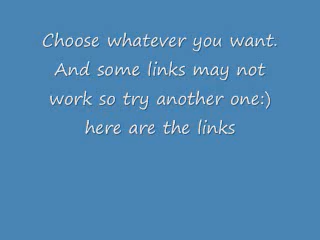 Choose whatever you want.
And some links may not
work so try another one:)
here are the links